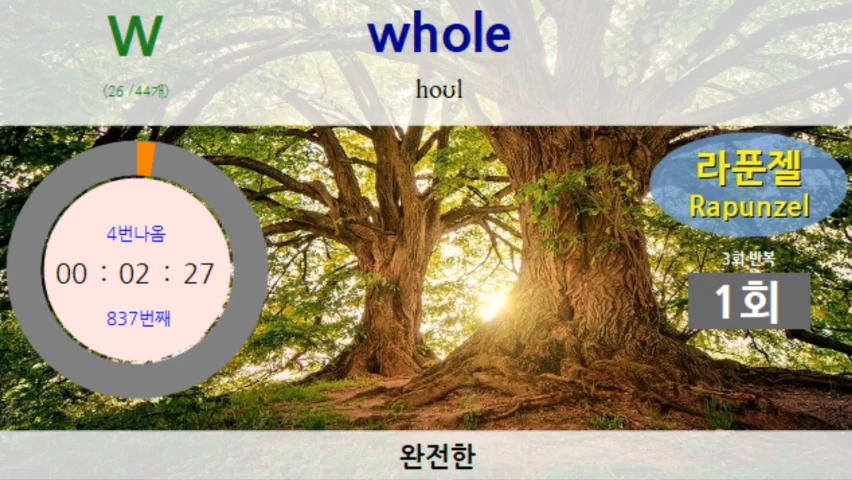 W
whole
(26 /44개)
hoʊl
라푼젤
Rapunzel
4번나옴
00 : 02 : 27
837번째
3회 반복
1회
완전한